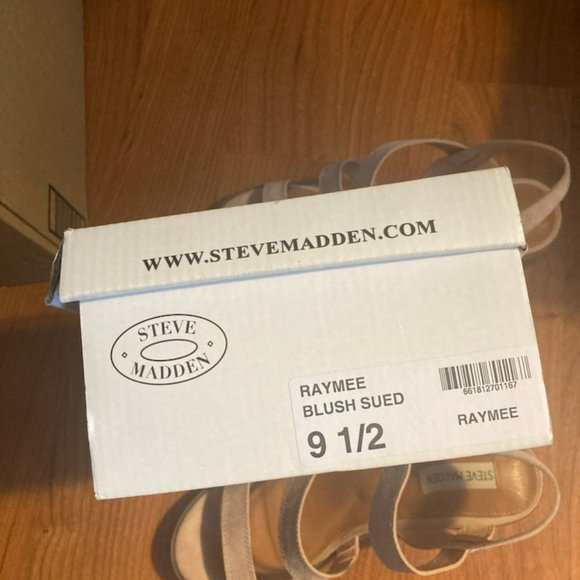 WWW.STEVEMADDEN.COM
STEVE
MADDEN
RAYMEE
BLUSH SUED
9 1/2
661812701167
RAYMEE
STEVE MADDEN